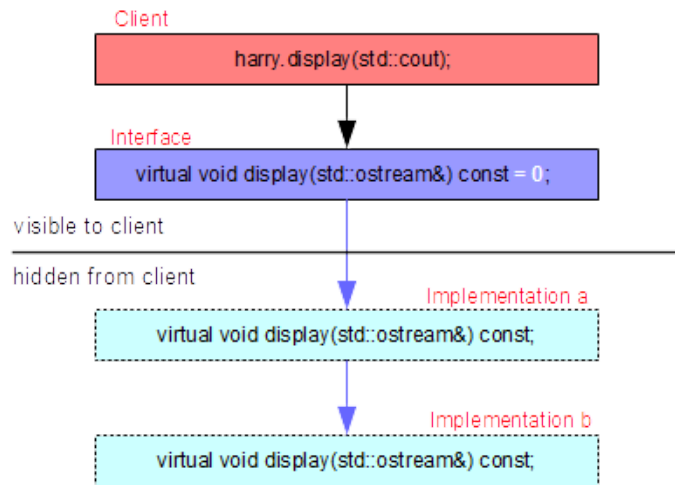 Client
harry.display(std::cout);
Interface
virtual void display(std::ostream&) const = 0;
visible to client
hidden from client
Implementation a
virtual void display(std::ostream&) const;
Implementation b
virtual void display(std::ostream&) const;